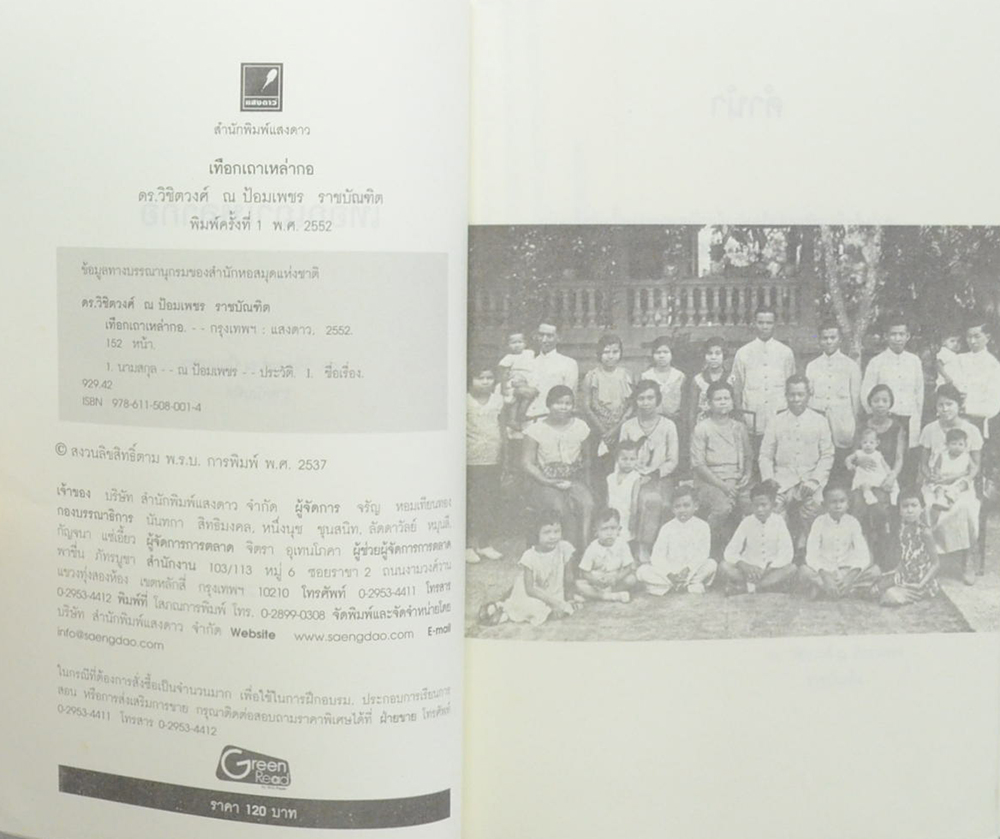 แสงดาว
สำนักพิมพ์แสงดาว
เทือกเถาเหล่ากอ
ดร.วิชิตวงศ์ ณ ป้อมเพชร ราชบัณฑิต
พิมพ์ครั้งที่ 1 พ.ศ. 2552
ข้อมูลทางบรรณานุกรมของสำนักหอสมุดแห่งชาติ
ดร.วิชิตวงศ์ ณ ป้อมเพชร ราชบัณฑิต
เทือกเถาเหล่ากอ. - - กรุงเทพฯ : แสงดาว, 2552.
152 หน้า.
1. นามสกุล - - ณ ป้อมเพชร - - ประวัติ. I. ชื่อเรื่อง.
929.42
ISBN 978-611-508-001-4
© สงวนลิขสิทธิ์ตาม พ.ร.บ. การพิมพ์ พ.ศ. 2537
เจ้าของ บริษัท สำนักพิมพ์แสงดาว จำกัด ผู้จัดการ จรัญ หอมเทียนทอง
กองบรรณาธิการ นันทกา สิทธิมงคล, หนึ่งนุช ชุนสนิท, ลัดดาวัลย์ หมุนดี,
กัญจนา แซ่เอี้ยว ผู้จัดการการตลาด จิตรา อุเทนโภคา ผู้ช่วยผู้จัดการการตลาด
พาชื่น ภัทรบูชา สำนักงาน 103/113 หมู่ 6 ซอยราชา 2 ถนนงามวงศ์วาน
แขวงทุ่งสองห้อง เขตหลักสี่ กรุงเทพฯ 10210 โทรศัพท์ 0-2953-4411 โทรสาร
0-2953-4412 พิมพ์ที่ โสภณการพิมพ์ โทร. 0-2899-0308 จัดพิมพ์และจัดจำหน่ายโดย
บริษัท สำนักพิมพ์แสงดาว จำกัด Website www.saengdao.com E-mail
info@saengdao.com
ในกรณีที่ต้องการสั่งซื้อเป็นจำนวนมาก เพื่อใช้ในการฝึกอบรม, ประกอบการเรียนการ
สอน หรือการส่งเสริมการขาย กรุณาติดต่อสอบถามราคาพิเศษได้ที่ ฝ่ายขาย โทรศัพท์
0-2953-4411 โทรสาร 0-2953-4412
Green
Read
ราคา 120 บาท